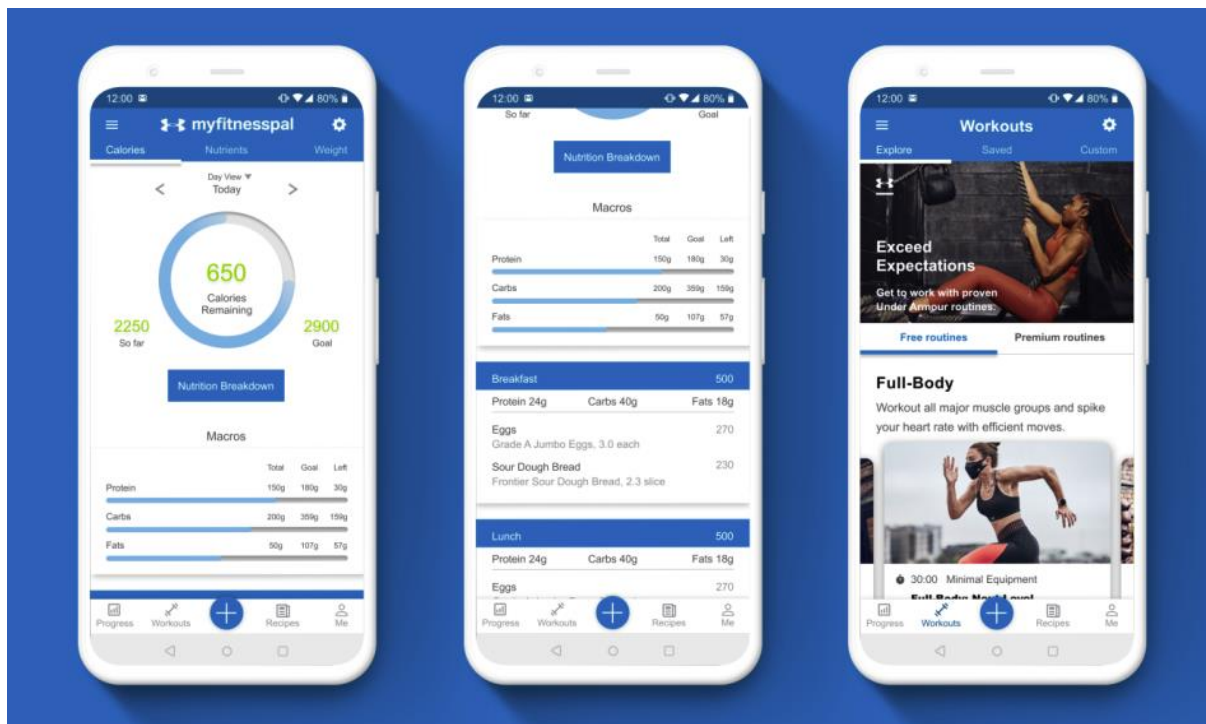 12:00 80%
myfitnesspal
Calories Nutrients Weight
Day View ▼
< Today >
650
Calories
Remaining
2250 2900
So far Goal
Nutrition Breakdown
Macros
Total Goal Left
Protein 150g 180g 30g
Carbs 200g 359g 159g
Fats 50g 107g 57g
Progress Workouts Recipes Me
12:00 80%
So far Goal
Nutrition Breakdown
Macros
Total Goal Left
Protein 150g 180g 30g
Carbs 200g 359g 159g
Fats 50g 107g 57g
Breakfast 500
Protein 24g Carbs 40g Fats 18g
Eggs 270
Grade A Jumbo Eggs, 3.0 each
Sour Dough Bread 230
Frontier Sour Dough Bread, 2.3 slice
Lunch 500
Protein 24g Carbs 40g Fats 18g
Eggs 270
Progress Workouts Recipes Me
12:00 80%
Workouts
Explore Saved Custom
Exceed
Expectations
Get to work with proven
Under Armour routines.
Free routines Premium routines
Full-Body
Workout all major muscle groups and spike
your heart rate with efficient moves.
30:00 Minimal Equipment
Full-Body: Next Level
Progress Workouts Recipes Me